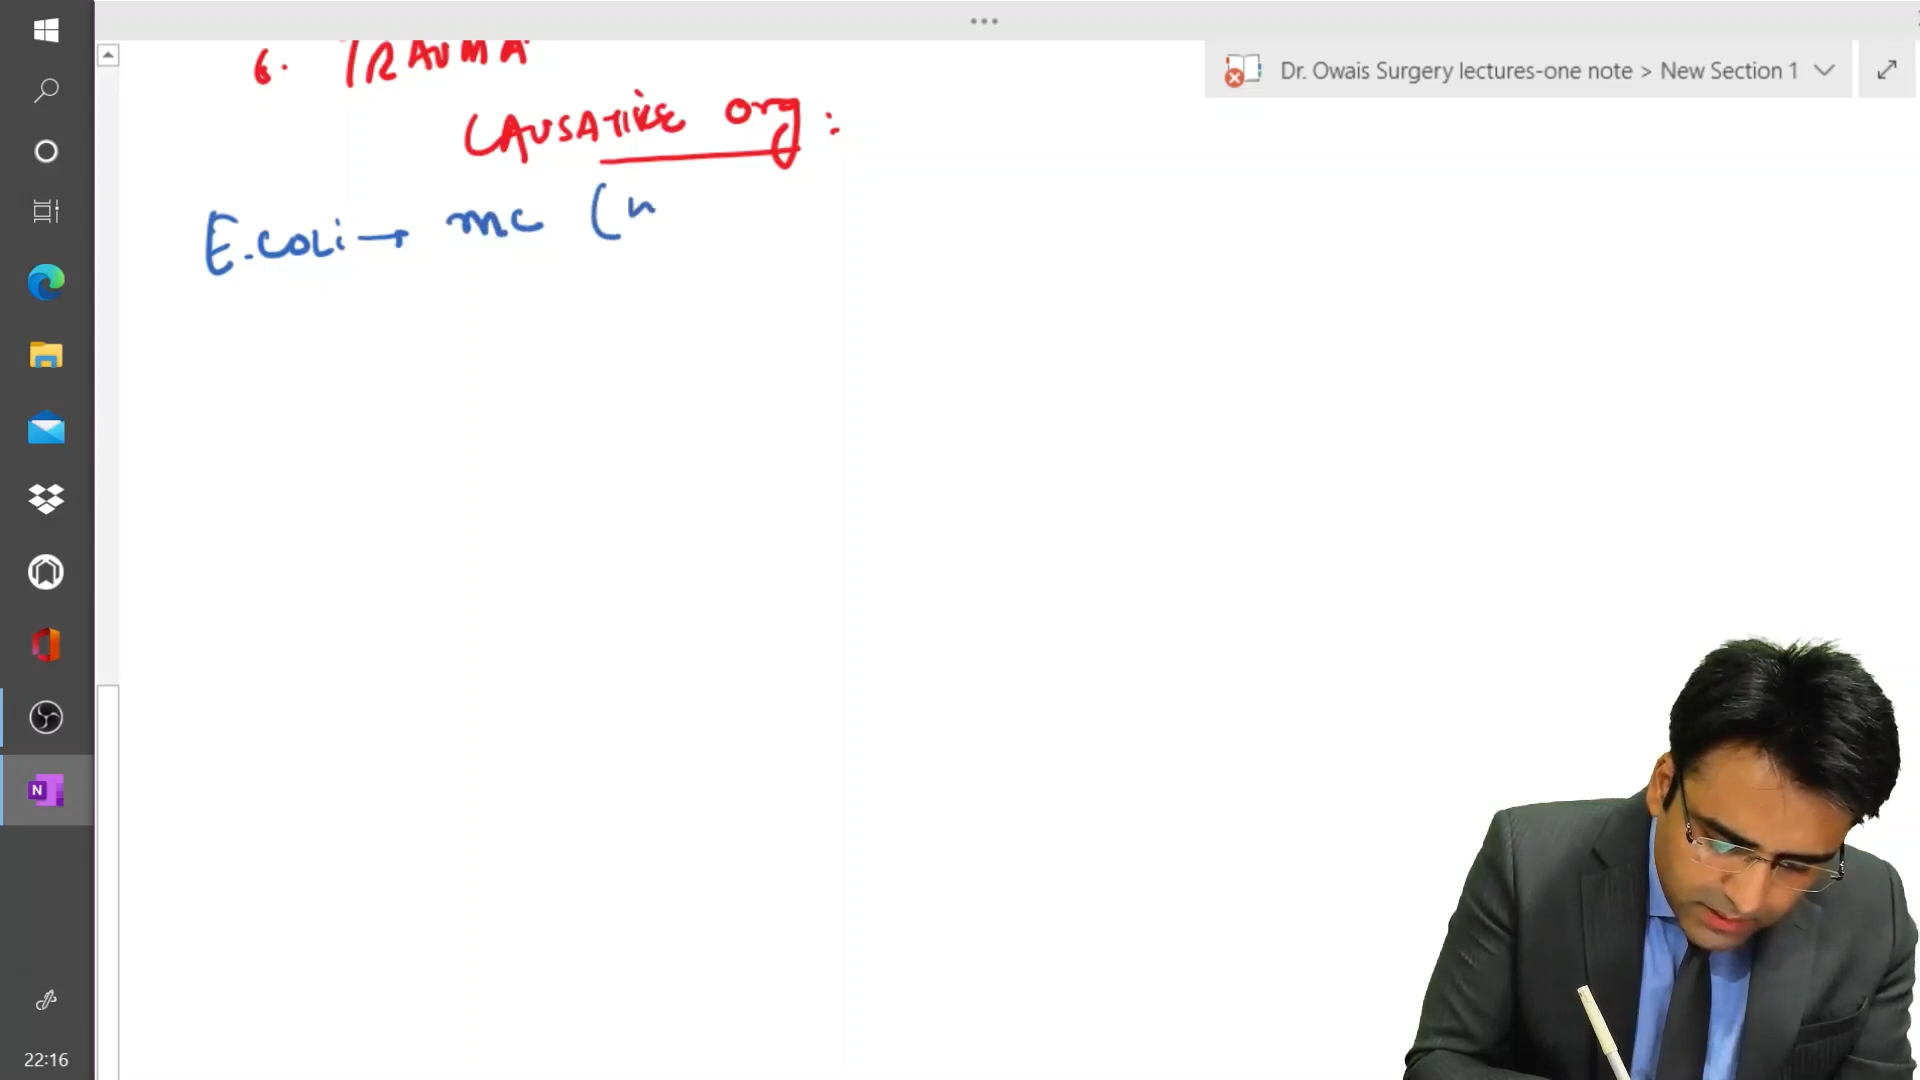 Dr. Owais Surgery lectures-one note > New Section 1
6. TRAUMA
CAUSATIVE Org:
E.COLi → mc (
N
22:16